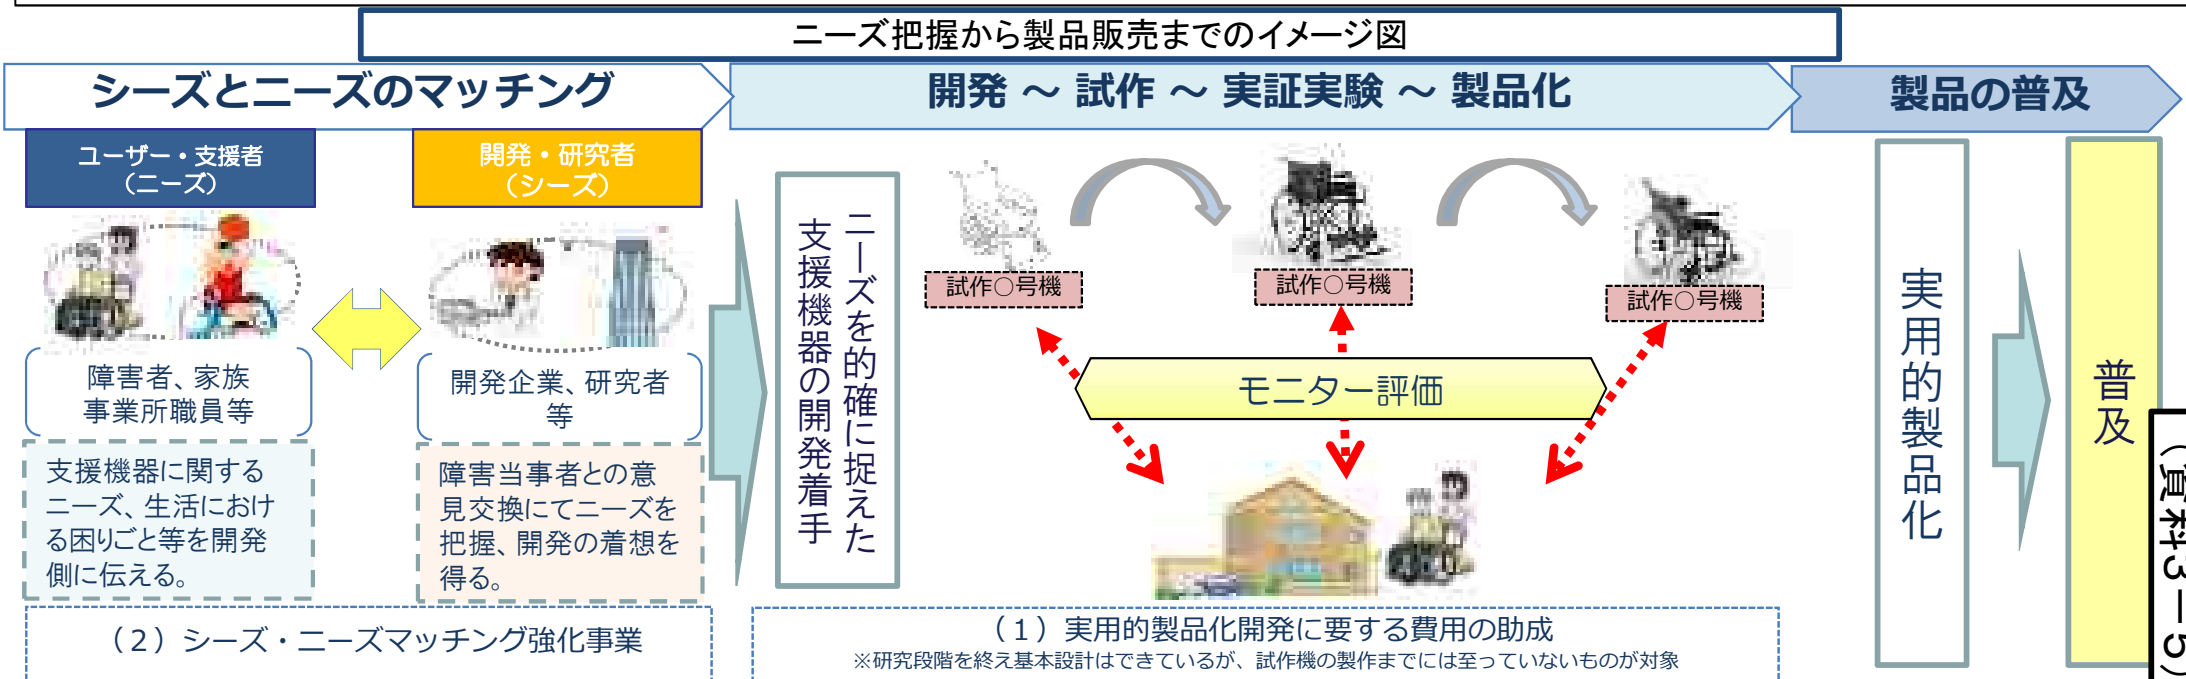 ニーズ把握から製品販売までのイメージ図
シーズとニーズのマッチング
開発 ～ 試作 ～ 実証実験 ～ 製品化
製品の普及
ユーザー・支援者
（ニーズ）
開発・研究者
（シーズ）
障害者、家族
事業所職員等
開発企業、研究者
等
支援機器に関する
ニーズ、生活におけ
る困りごと等を開発
側に伝える。
障害当事者との意
見交換にてニーズを
把握、開発の着想を
得る。
（２）シーズ・ニーズマッチング強化事業
ニーズを的確に捉えた
支援機器の開発着手
試作○号機
試作○号機
試作○号機
モニター評価
（１）実用的製品化開発に要する費用の助成
※研究段階を終え基本設計はできているが、試作機の製作までには至っていないものが対象
実用的製品化
普及
（資料３－５）